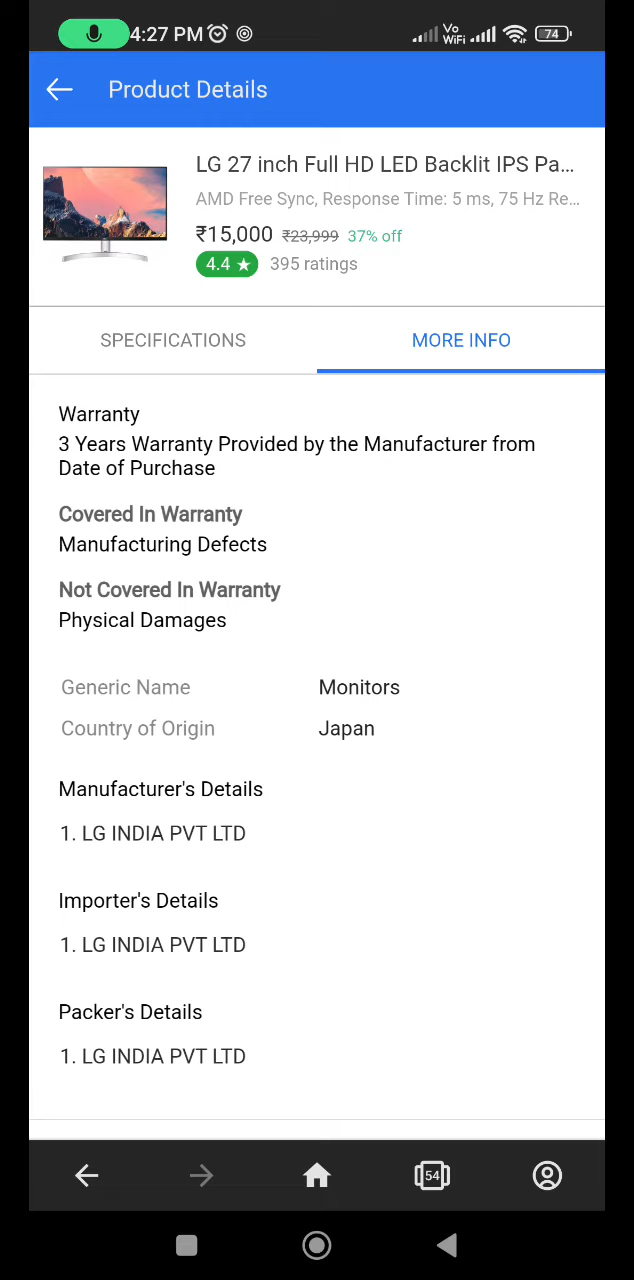 4:27 PM
Vo
WiFi
74
Product Details
LG 27 inch Full HD LED Backlit IPS Pa...
AMD Free Sync, Response Time: 5 ms, 75 Hz Re...
₹15,000 ₹23,999 37% off
4.4 ★ 395 ratings
SPECIFICATIONS MORE INFO
Warranty
3 Years Warranty Provided by the Manufacturer from
Date of Purchase
Covered In Warranty
Manufacturing Defects
Not Covered In Warranty
Physical Damages
Generic Name Monitors
Country of Origin Japan
Manufacturer's Details
1. LG INDIA PVT LTD
Importer's Details
1. LG INDIA PVT LTD
Packer's Details
1. LG INDIA PVT LTD
54